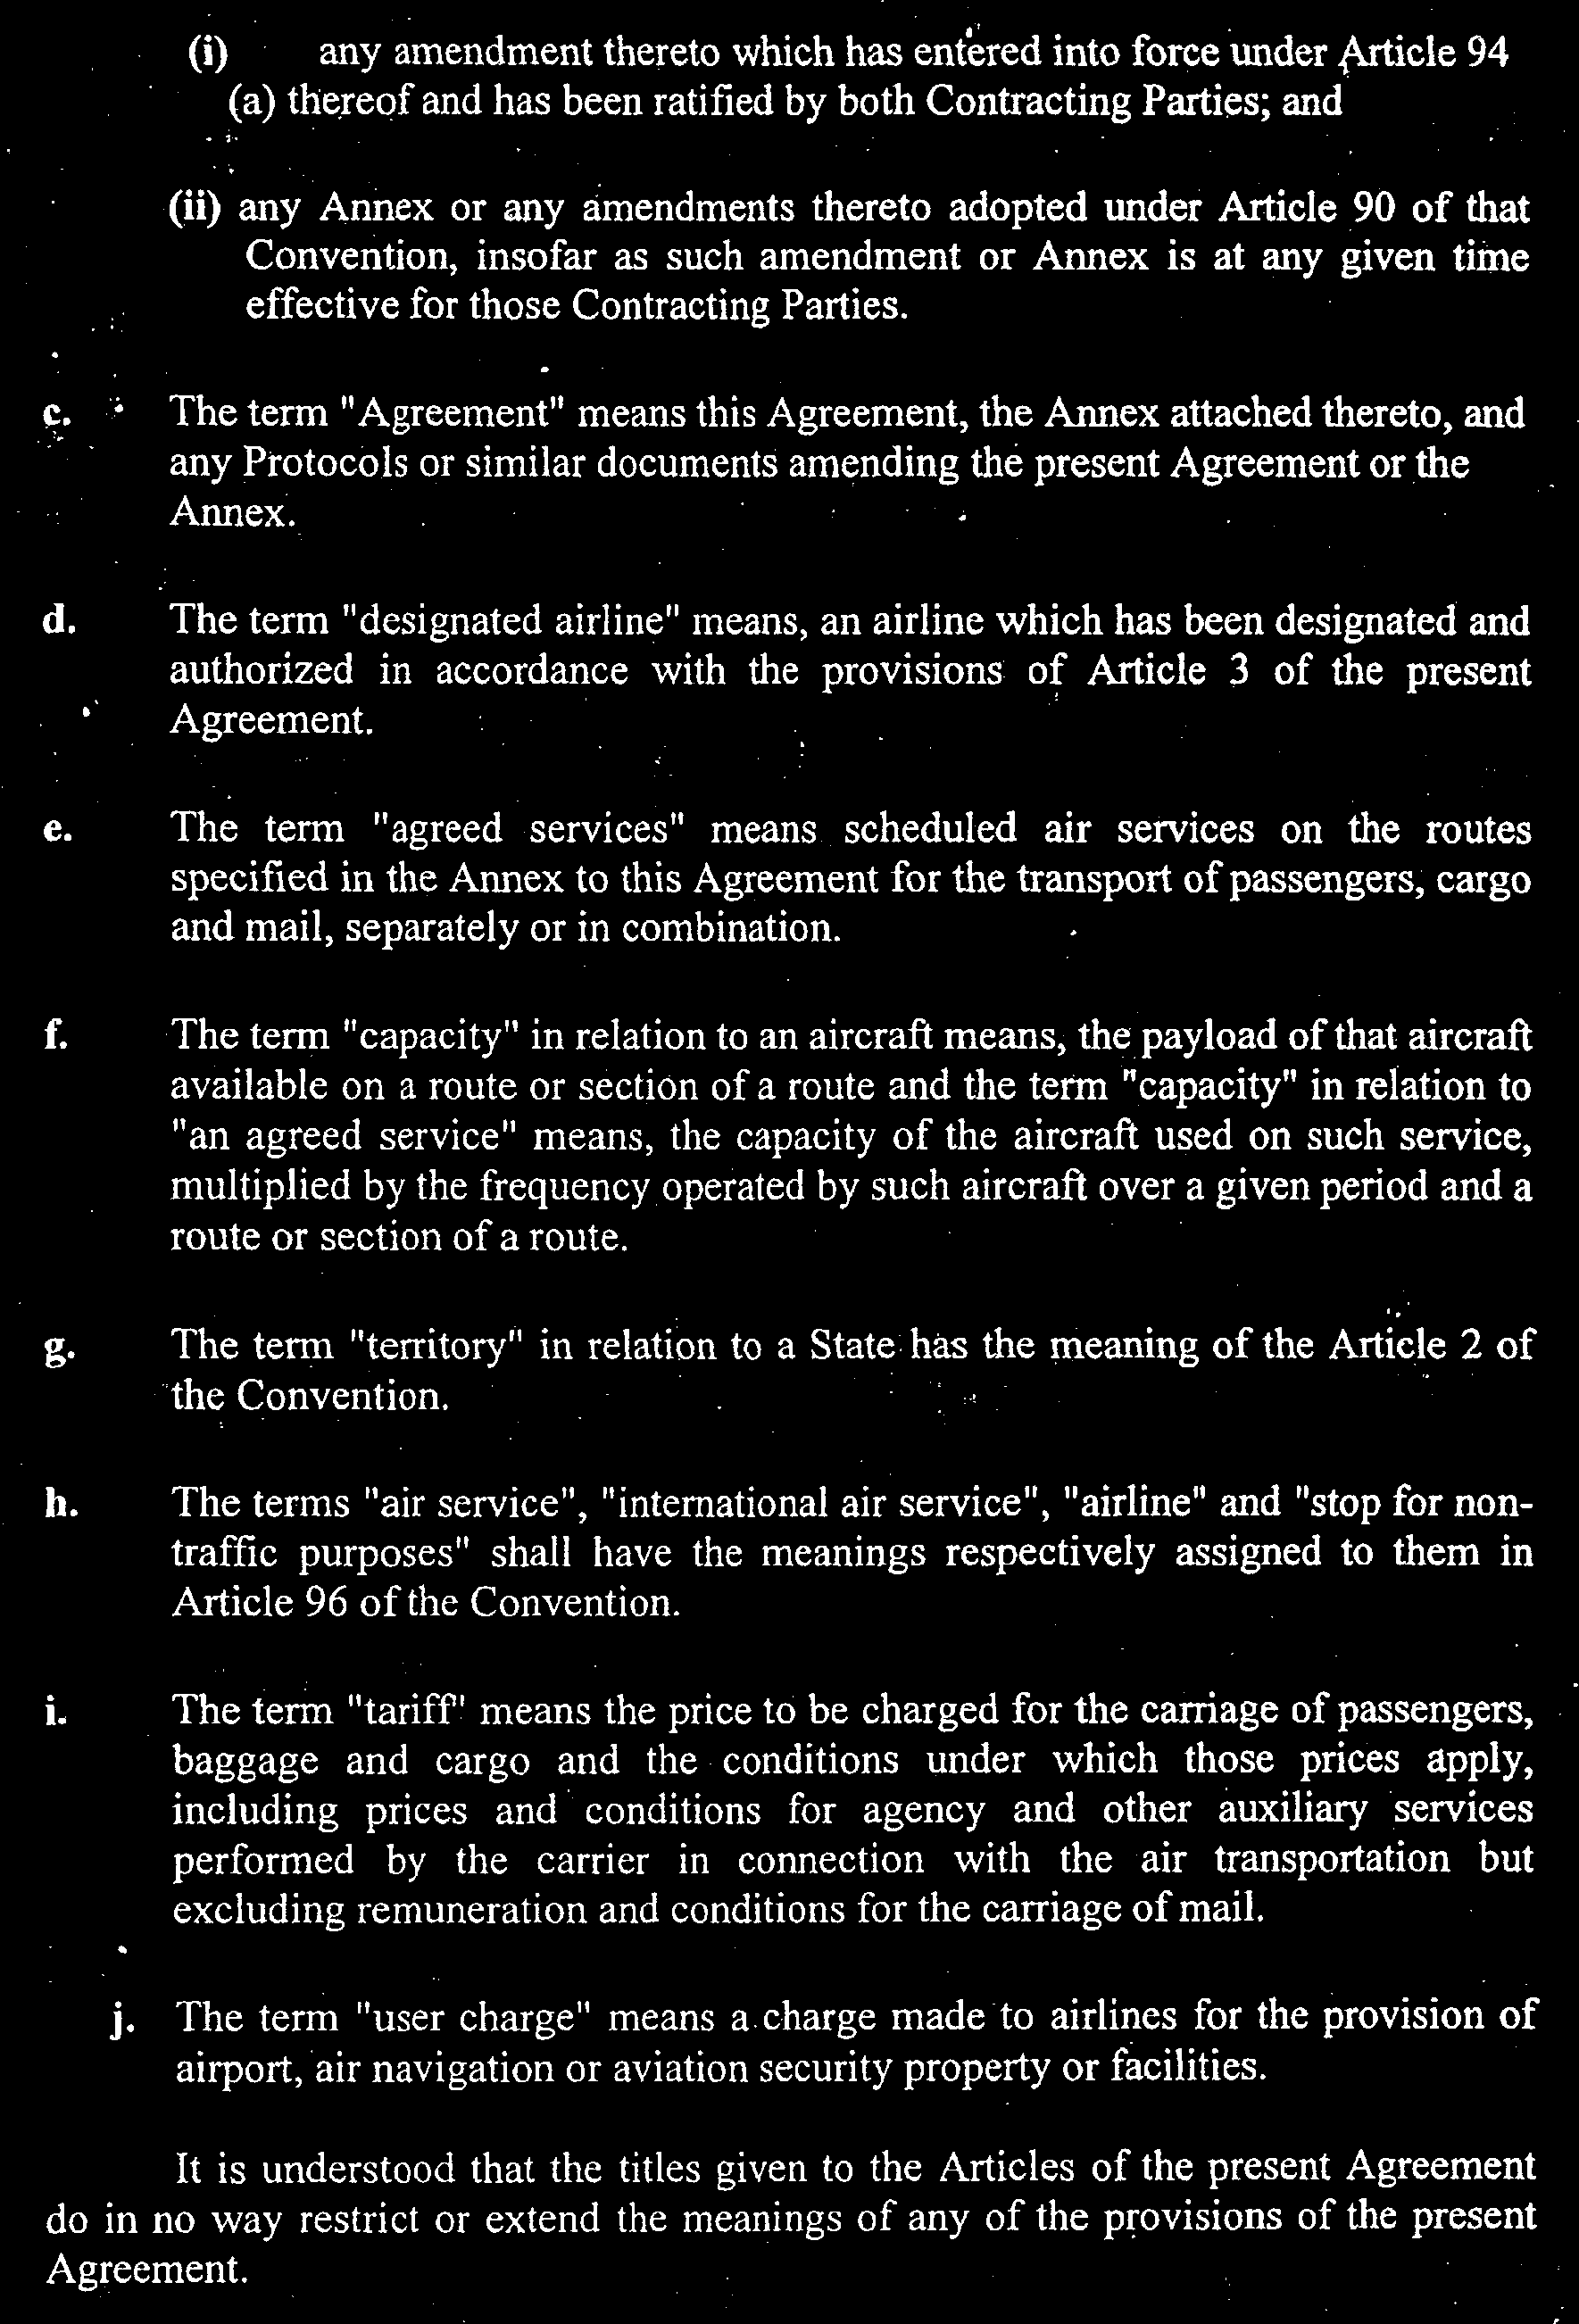 (i) any amendment thereto which has entered into force under Article 94
(a) thereof and has been ratified by both Contracting Parties; and
(ii) any Annex or any amendments thereto adopted under Article 90 of that
Convention, insofar as such amendment or Annex is at any given time
effective for those Contracting Parties.
c. The term "Agreement" means this Agreement, the Annex attached thereto, and
any Protocols or similar documents amending the present Agreement or the
Annex.
d. The term "designated airline" means, an airline which has been designated and
authorized in accordance with the provisions of Article 3 of the present
Agreement.
e. The term "agreed services" means scheduled air services on the routes
specified in the Annex to this Agreement for the transport of passengers, cargo
and mail, separately or in combination.
f. The term "capacity" in relation to an aircraft means, the payload of that aircraft
available on a route or section of a route and the term "capacity" in relation to
"an agreed service" means, the capacity of the aircraft used on such service,
multiplied by the frequency operated by such aircraft over a given period and a
route or section of a route.
g. The term "territory" in relation to a State has the meaning of the Article 2 of
the Convention.
h. The terms "air service", "international air service", "airline" and "stop for non-
traffic purposes" shall have the meanings respectively assigned to them in
Article 96 of the Convention.
i. The term "tariff' means the price to be charged for the carriage of passengers,
baggage and cargo and the conditions under which those prices apply,
including prices and conditions for agency and other auxiliary services
performed by the carrier in connection with the air transportation but
excluding remuneration and conditions for the carriage of mail.
j. The term "user charge" means a charge made to airlines for the provision of
airport, air navigation or aviation security property or facilities.
It is understood that the titles given to the Articles of the present Agreement
do in no way restrict or extend the meanings of any of the provisions of the present
Agreement.